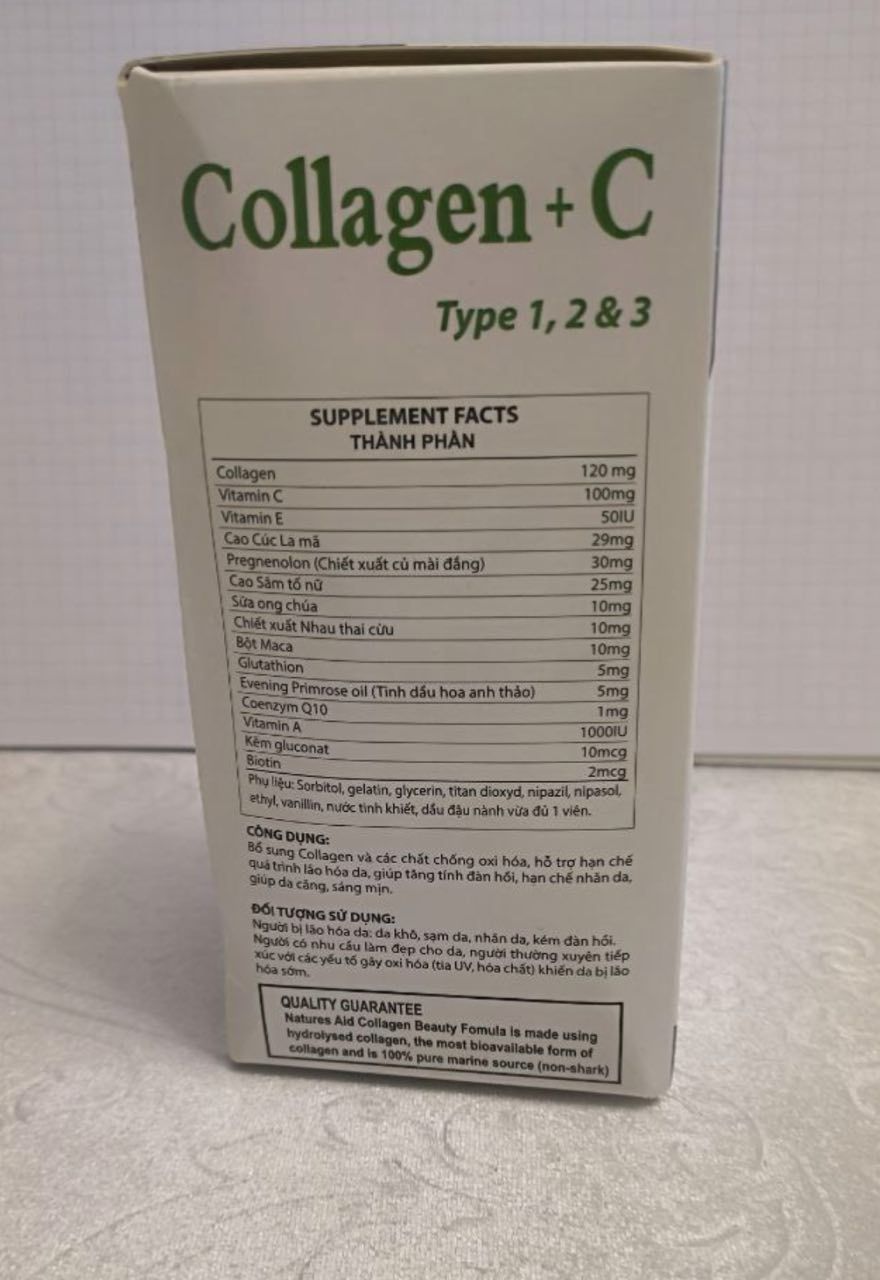 Collagen + C
Type 1, 2 & 3
SUPPLEMENT FACTS
THÀNH PHẦN
Collagen 120 mg
Vitamin C 100mg
Vitamin E 50IU
Cao Cúc La mã 29mg
Pregnenolon (Chiết xuất củ mài đắng) 30mg
Cao Sâm tố nữ 25mg
Sữa ong chúa 10mg
Chiết xuất Nhau thai cừu 10mg
Bột Maca 10mg
Glutathion 5mg
Evening Primrose oil (Tinh dầu hoa anh thảo) 5mg
Coenzym Q10 1mg
Vitamin A 1000IU
Kẽm gluconat 10mcg
Biotin 2mcg
Phụ liệu: Sorbitol, gelatin, glycerin, titan dioxyd, nipazil, nipasol,
ethyl, vanillin, nước tinh khiết, dầu đậu nành vừa đủ 1 viên.
CÔNG DỤNG:
Bổ sung Collagen và các chất chống oxi hóa, hỗ trợ hạn chế
quá trình lão hóa da, giúp tăng tính đàn hồi, hạn chế nhăn da,
giúp da căng, sáng mịn.
ĐỐI TƯỢNG SỬ DỤNG:
Người bị lão hóa da: da khô, sạm da, nhăn da, kém đàn hồi.
Người có nhu cầu làm đẹp cho da, người thường xuyên tiếp
xúc với các yếu tố gây oxi hóa (tia UV, hóa chất) khiến da bị lão
hóa sớm.
QUALITY GUARANTEE
Natures Aid Collagen Beauty Fomula is made using
hydrolysed collagen, the most bioavailable form of
collagen and is 100% pure marine source (non-shark)